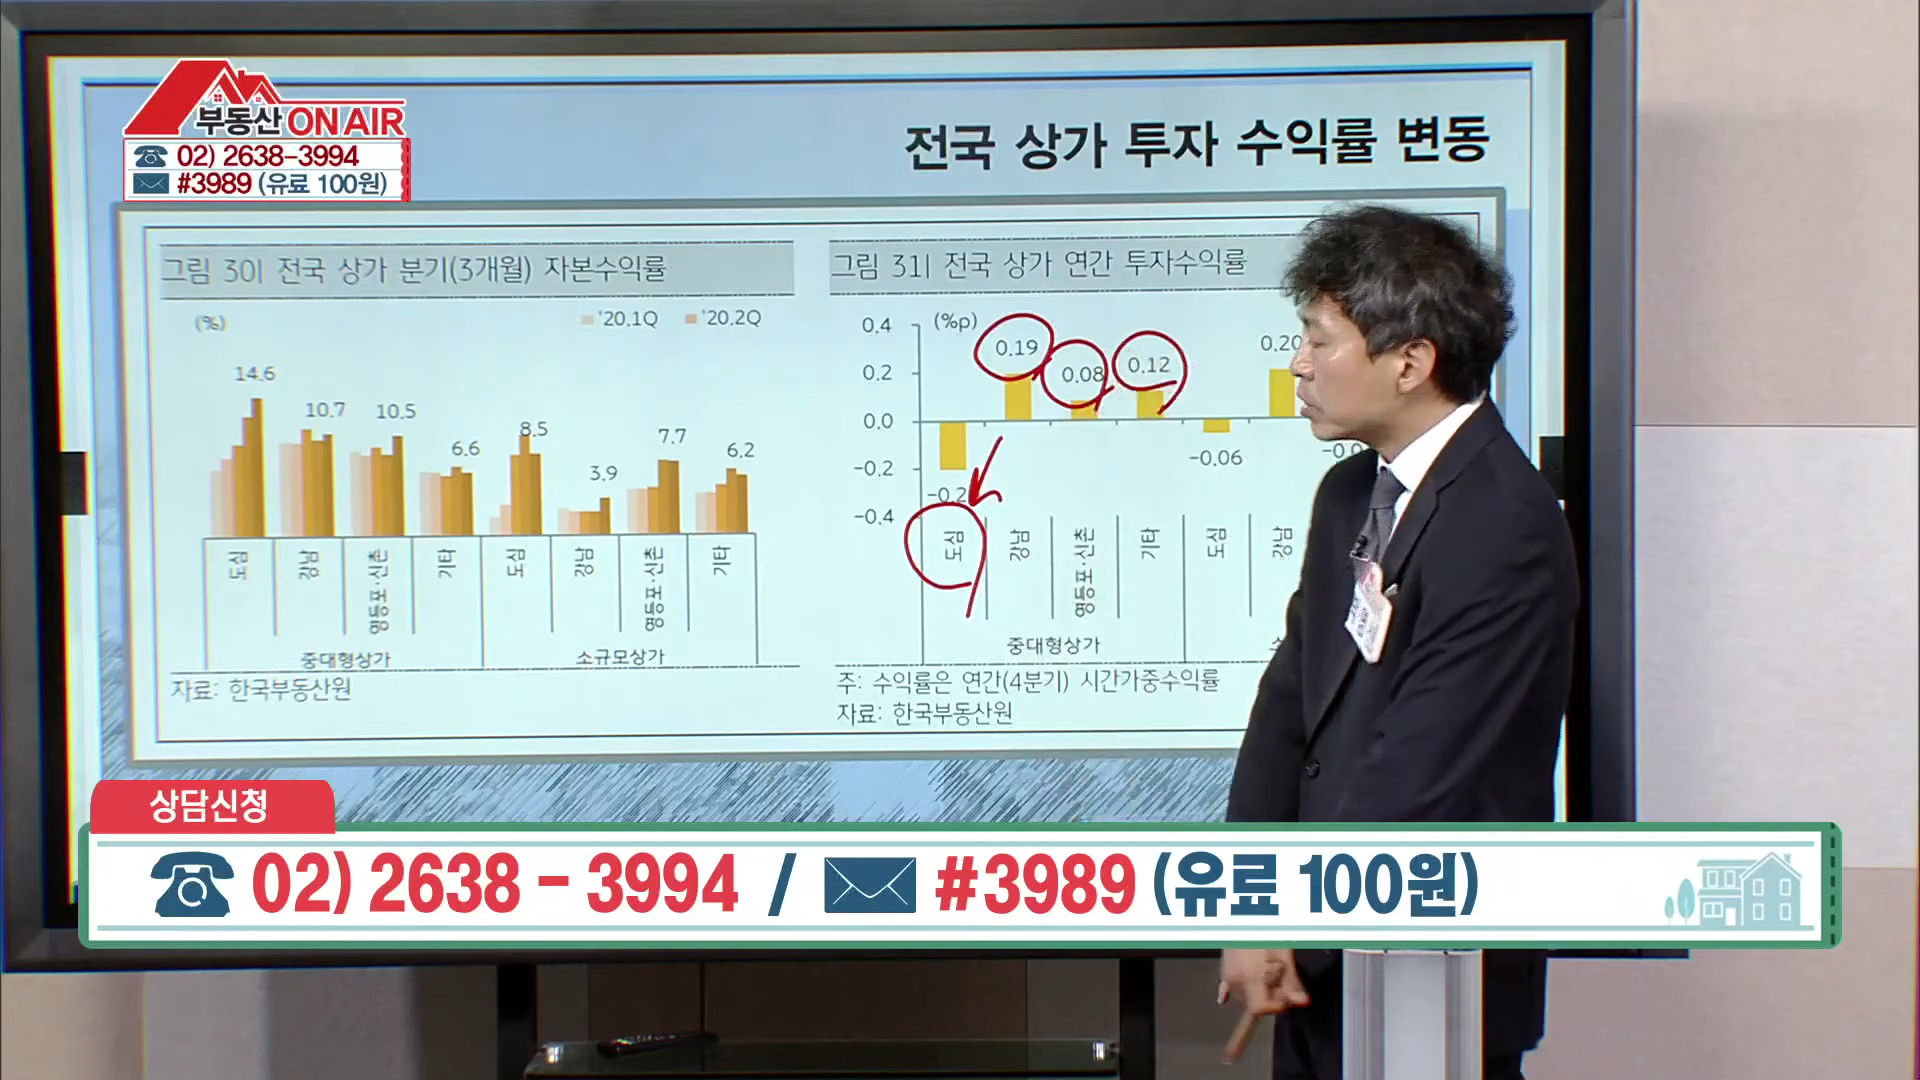 부동산 ON AIR
02) 2638-3994
#3989 (유료 100원)
전국 상가 투자 수익률 변동
그림 30| 전국 상가 분기(3개월) 자본수익률
(%)
'20.1Q '20.2Q
14.6
10.7
10.5
6.6
8.5
3.9
7.7
6.2
도심 강남 영등포·신촌 기타 도심 강남 영등포·신촌 기타
중대형상가 소규모상가
자료: 한국부동산원
그림 31| 전국 상가 연간 투자수익률
(%p)
0.4
0.2
0.0
-0.2
-0.4
0.19
0.08
0.12
-0.06
0.20
도심 강남 영등포·신촌 기타 도심 강남
중대형상가
주: 수익률은 연간(4분기) 시간가중수익률
자료: 한국부동산원
상담신청
02) 2638-3994 / #3989 (유료 100원)